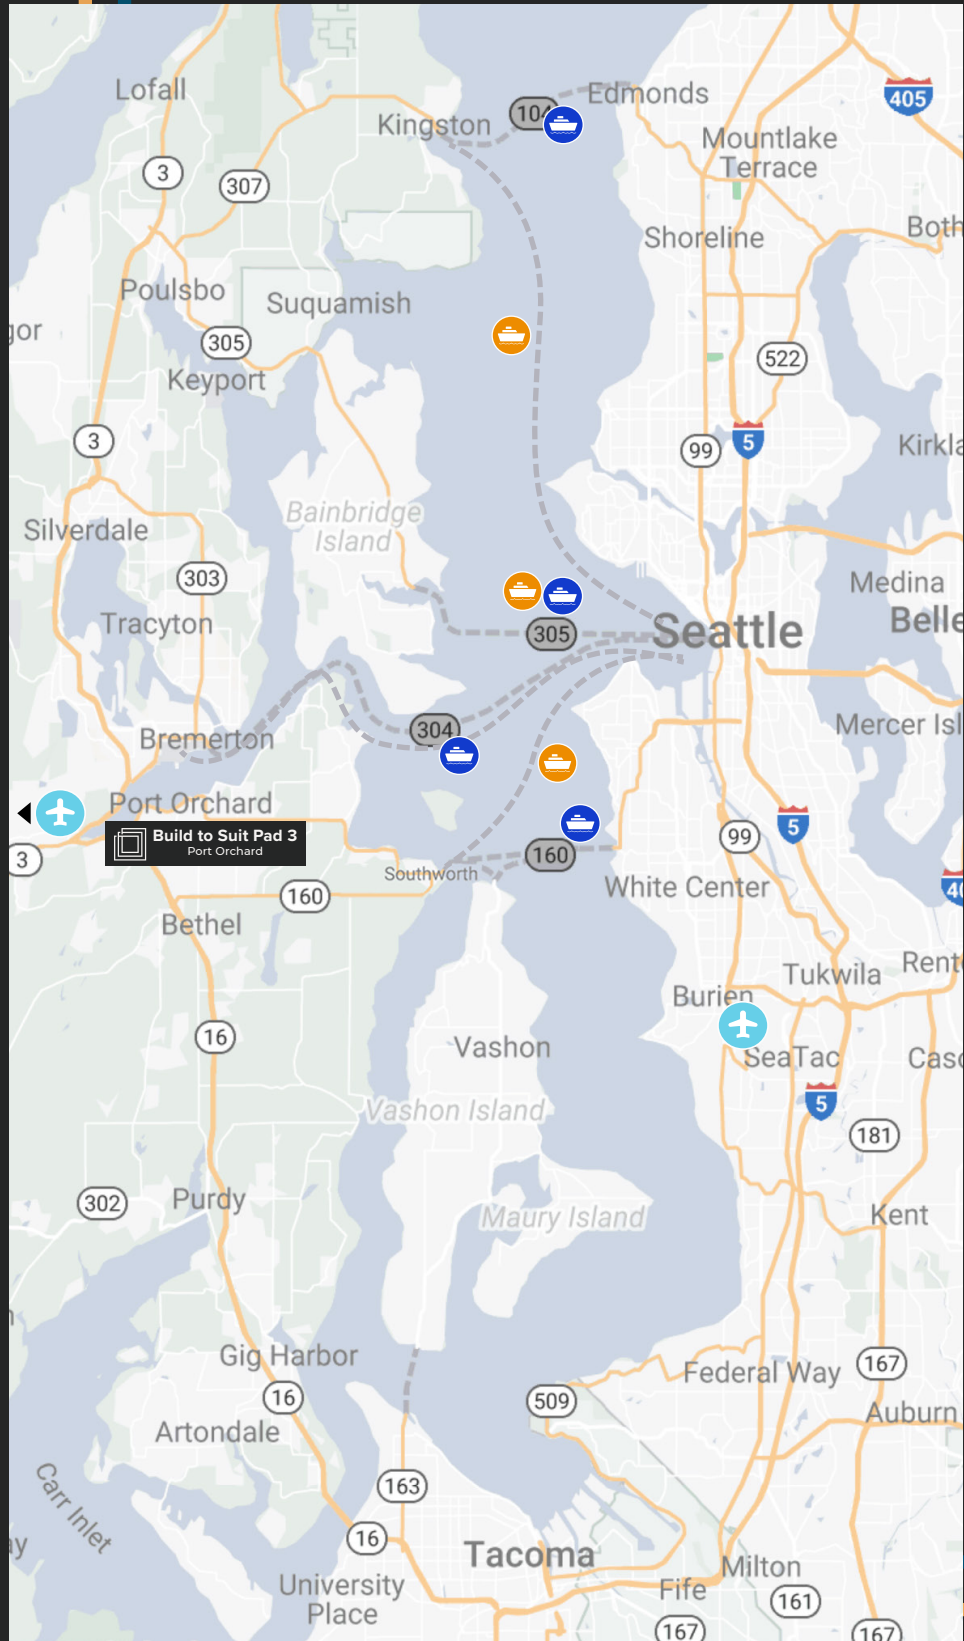 Lofall
Edmonds
405
104
Kingston
Mountlake
Terrace
3
307
Both
Shoreline
Poulsbo
Suquamish
gor
305
522
Keyport
3
5
99
Kirkla
Bainbridge
Island
Silverdale
303
Medina
Tracyton
305
Seattle
Belle
304
Mercer Isl
Bremerton
Port Orchard
Build to Suit Pad 3
Port Orchard
5
99
3
160
Southworth
White Center
40
160
Bethel
Rent
Tukwila
Burien
16
Vashon
SeaTac
Casc
5
Vashon Island
181
302
Purdy
Maury Island
Kent
Gig Harbor
167
Federal Way
16
509
Auburn
Artondale
Carr Inlet
163
16
ay
Tacoma
Milton
University
Place
Fife
161
167
167